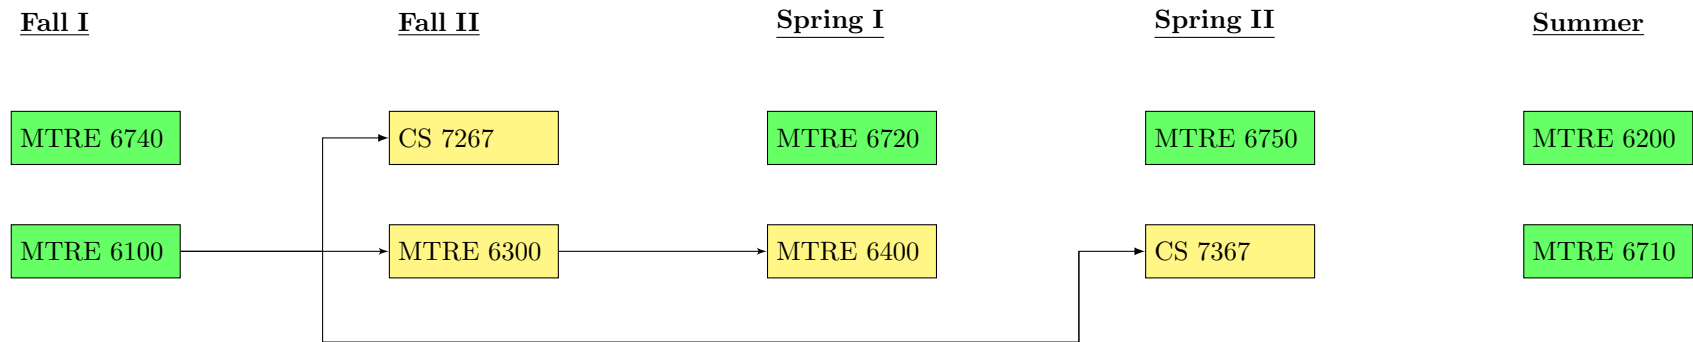 Fall I
Fall II
Spring I
Spring II
Summer
MTRE 6740
CS 7267
MTRE 6720
MTRE 6750
MTRE 6200
MTRE 6100
MTRE 6300
MTRE 6400
CS 7367
MTRE 6710